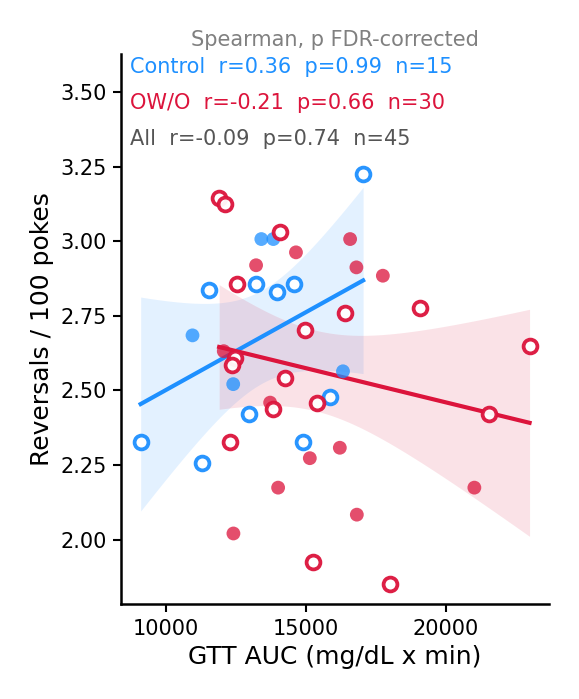 Spearman, p FDR-corrected
Control  r=0.36  p=0.99  n=15
OW/O  r=-0.21  p=0.66  n=30
All  r=-0.09  p=0.74  n=45
Reversals / 100 pokes
3.50
3.25
3.00
2.75
2.50
2.25
2.00
10000 15000 20000
GTT AUC (mg/dL x min)